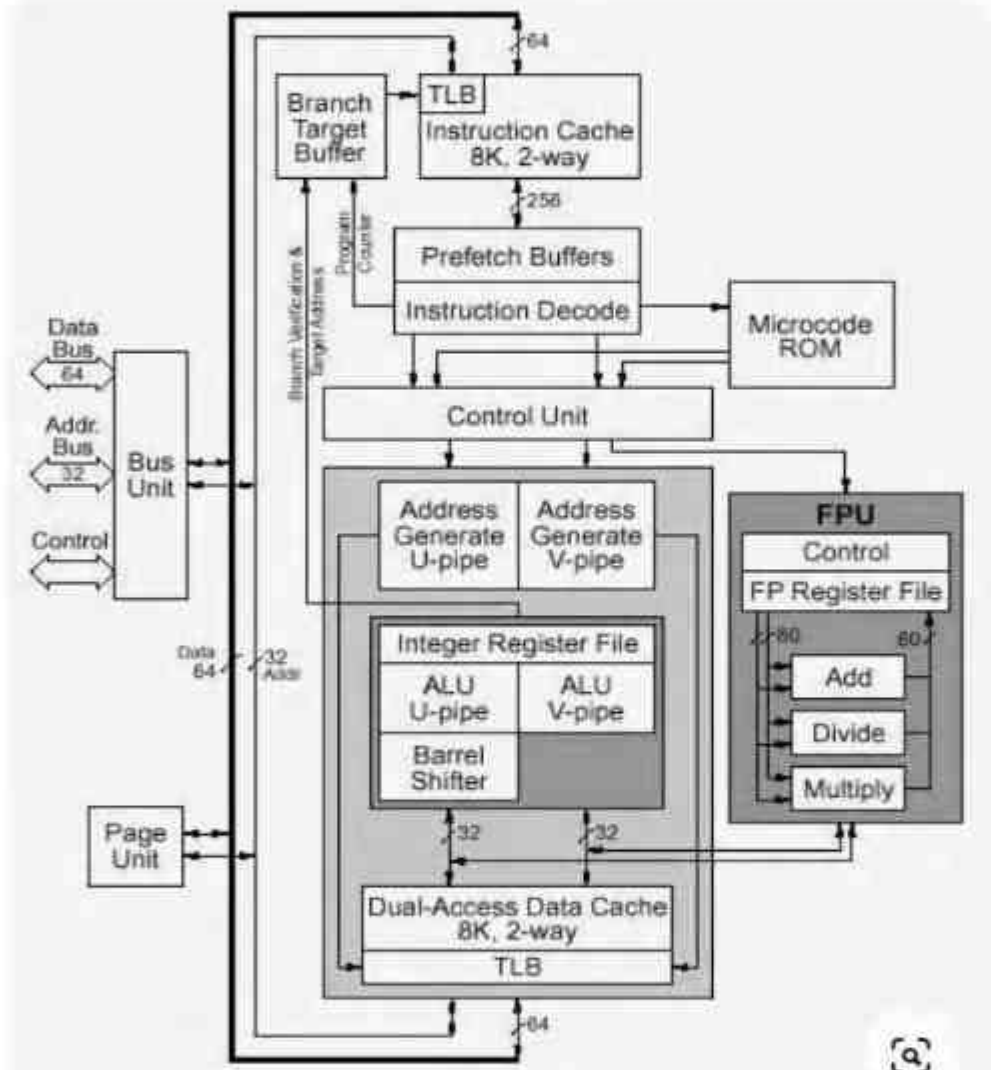 64
Branch
Target
Buffer
TLB
Instruction Cache
8K, 2-way
256
Branch Verification &
Target Address
Program
Counter
Prefetch Buffers
Instruction Decode
Microcode
ROM
Data
Bus
64
Addr.
Bus
32
Control
Bus
Unit
Control Unit
Address
Generate
U-pipe
Address
Generate
V-pipe
FPU
Control
FP Register File
80
80
Add
Divide
Multiply
Integer Register File
ALU
U-pipe
ALU
V-pipe
Barrel
Shifter
Data
64
32
Addr
32
32
Page
Unit
Dual-Access Data Cache
8K, 2-way
TLB
64